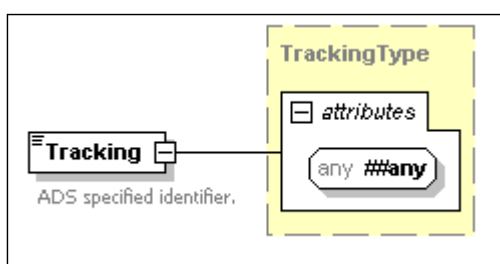 TrackingType
attributes
Tracking
any ##any
ADS specified identifier.